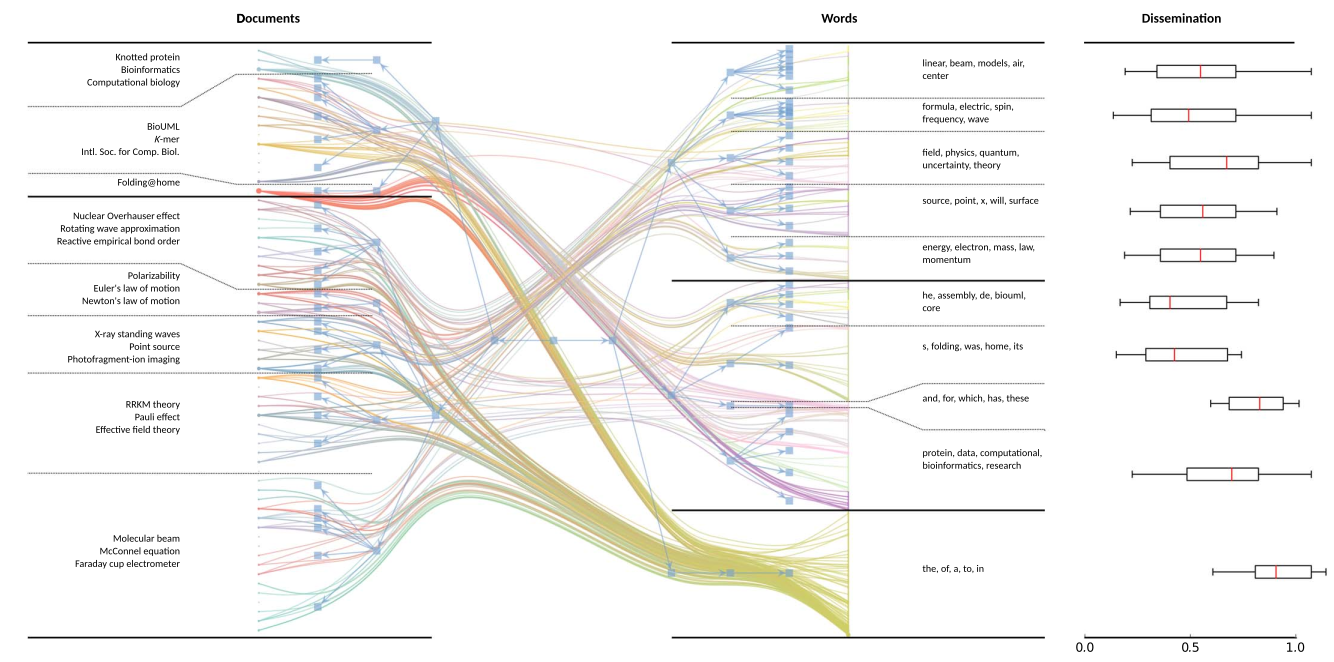 Documents
Words
Dissemination
Knotted protein
Bioinformatics
Computational biology
BioUML
K-mer
Intl. Soc. for Comp. Biol.
Folding@home
Nuclear Overhauser effect
Rotating wave approximation
Reactive empirical bond order
Polarizability
Euler's law of motion
Newton's law of motion
X-ray standing waves
Point source
Photofragment-ion imaging
RRKM theory
Pauli effect
Effective field theory
Molecular beam
McConnel equation
Faraday cup electrometer
linear, beam, models, air,
center
formula, electric, spin,
frequency, wave
field, physics, quantum,
uncertainty, theory
source, point, x, will, surface
energy, electron, mass, law,
momentum
he, assembly, de, biouml,
core
s, folding, was, home, its
and, for, which, has, these
protein, data, computational,
bioinformatics, research
the, of, a, to, in
0.0
0.5
1.0